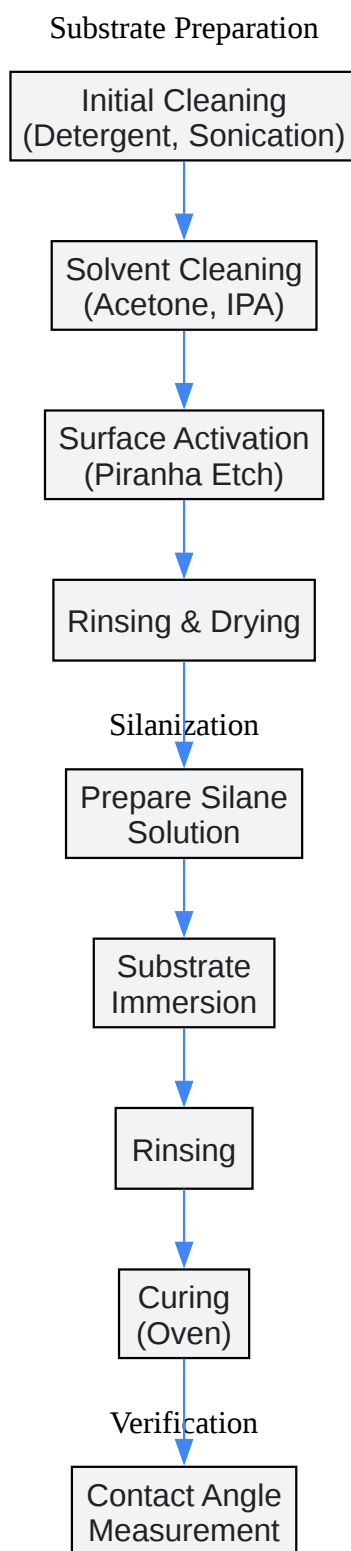 Substrate Preparation
Initial Cleaning
(Detergent, Sonication)
Solvent Cleaning
(Acetone, IPA)
Surface Activation
(Piranha Etch)
Rinsing & Drying
Silanization
Prepare Silane
Solution
Substrate
Immersion
Rinsing
Curing
(Oven)
Verification
Contact Angle
Measurement